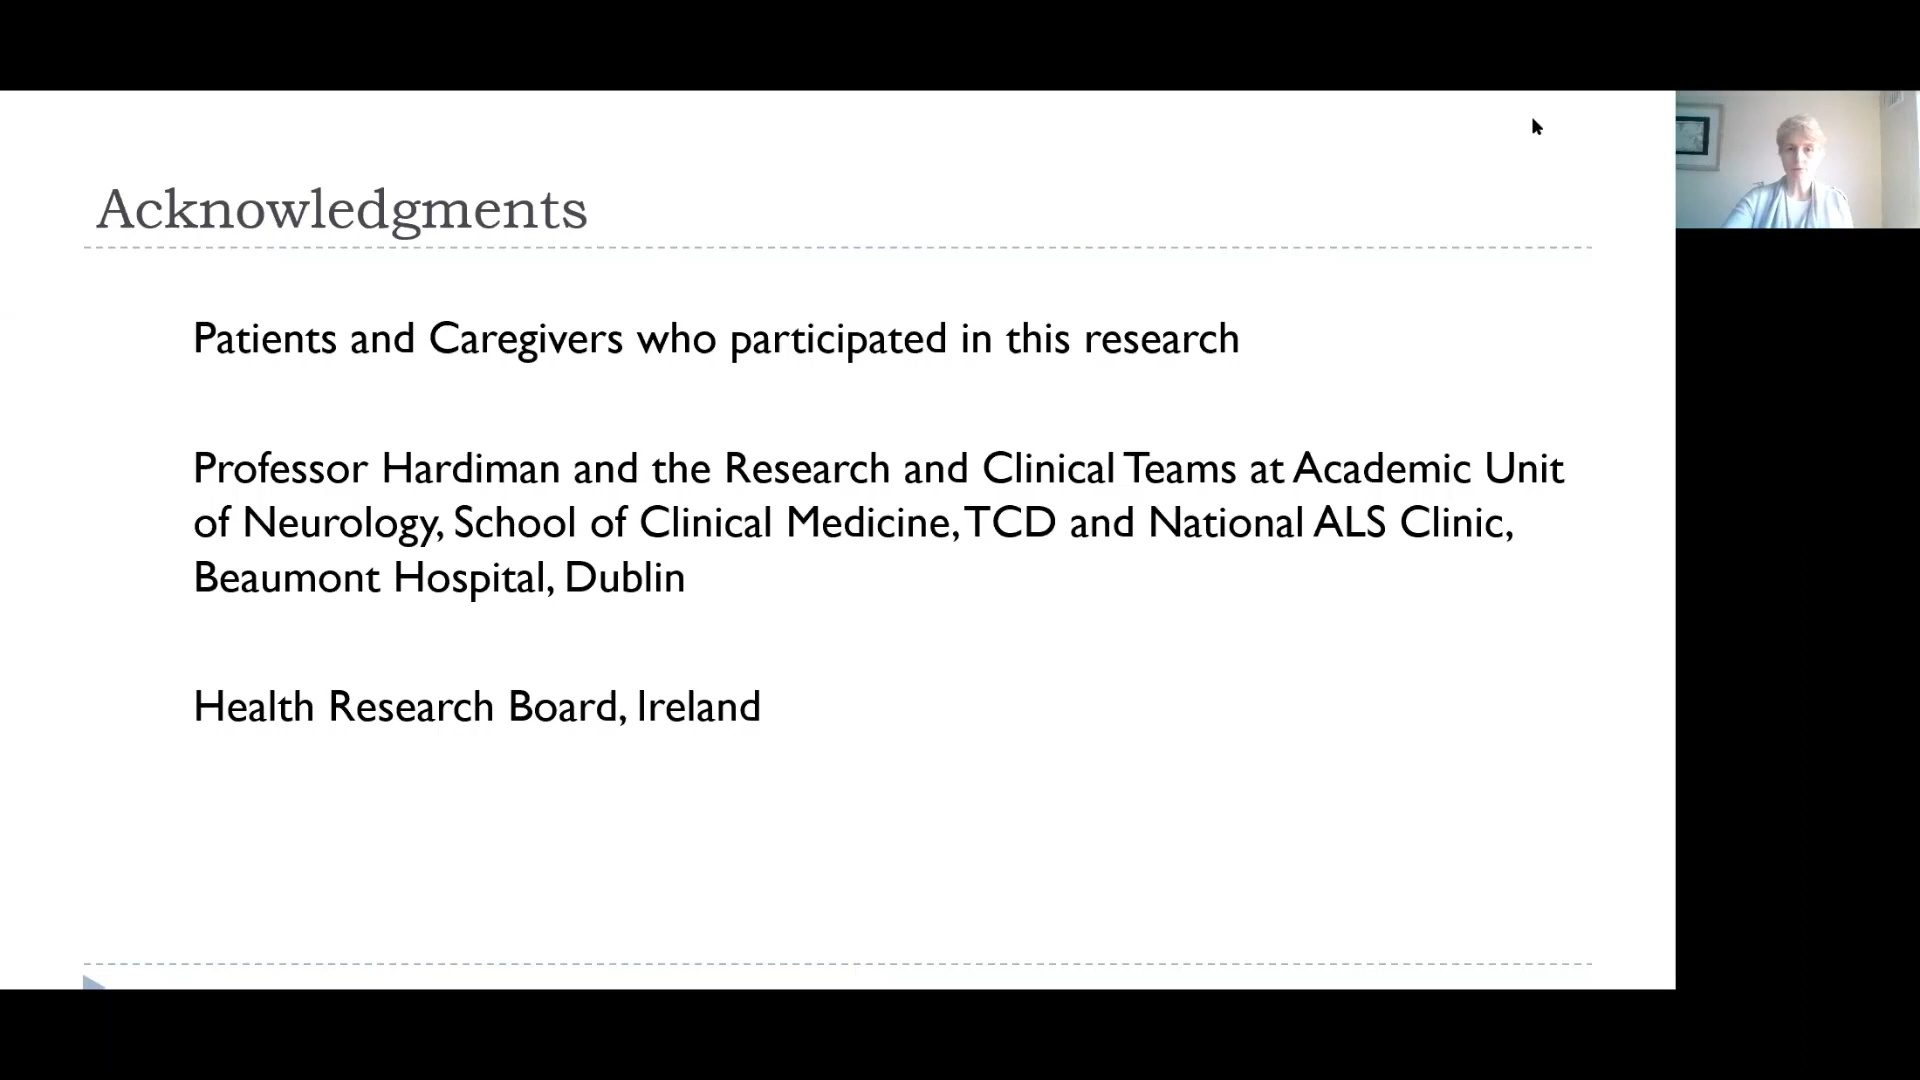 Acknowledgments
Patients and Caregivers who participated in this research
Professor Hardiman and the Research and Clinical Teams at Academic Unit
of Neurology, School of Clinical Medicine, TCD and National ALS Clinic,
Beaumont Hospital, Dublin
Health Research Board, Ireland